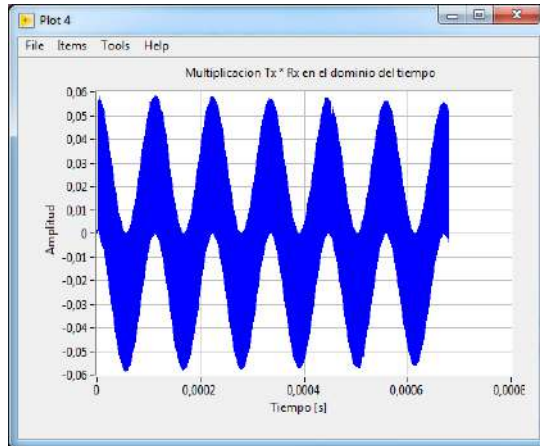 Plot 4
File Items Tools Help
Multiplicacion Tx * Rx en el dominio del tiempo
0,06
0,05
0,04
0,03
0,02
0,01
0
-0,01
-0,02
-0,03
-0,04
-0,05
-0,06
Amplitud
0 0,0002 0,0004 0,0006 0,0008
Tiempo [s]